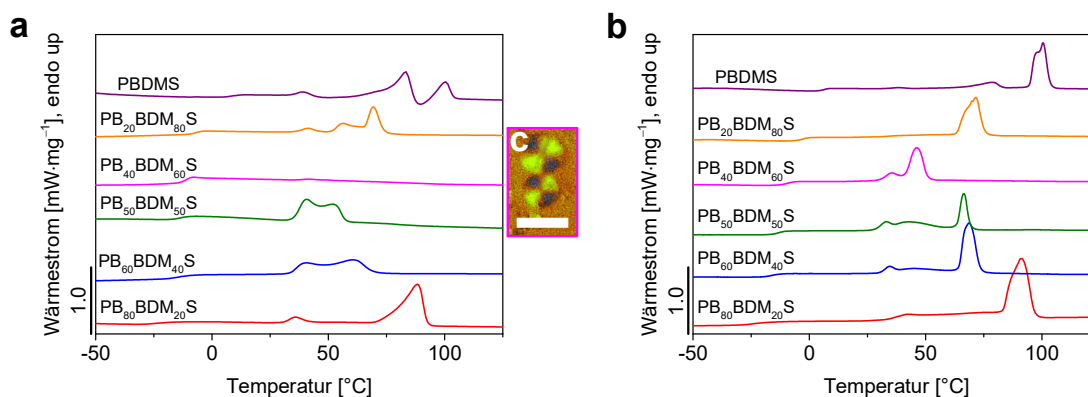 a
Wärmestrom [mW·mg⁻¹], endo up
1.0
PBDMS
PB₂₀BDM₈₀S
PB₄₀BDM₆₀S
PB₅₀BDM₅₀S
PB₆₀BDM₄₀S
PB₈₀BDM₂₀S
-50 0 50 100
Temperatur [°C]
c
b
Wärmestrom [mW·mg⁻¹], endo up
1.0
PBDMS
PB₂₀BDM₈₀S
PB₄₀BDM₆₀S
PB₅₀BDM₅₀S
PB₆₀BDM₄₀S
PB₈₀BDM₂₀S
-50 0 50 100
Temperatur [°C]